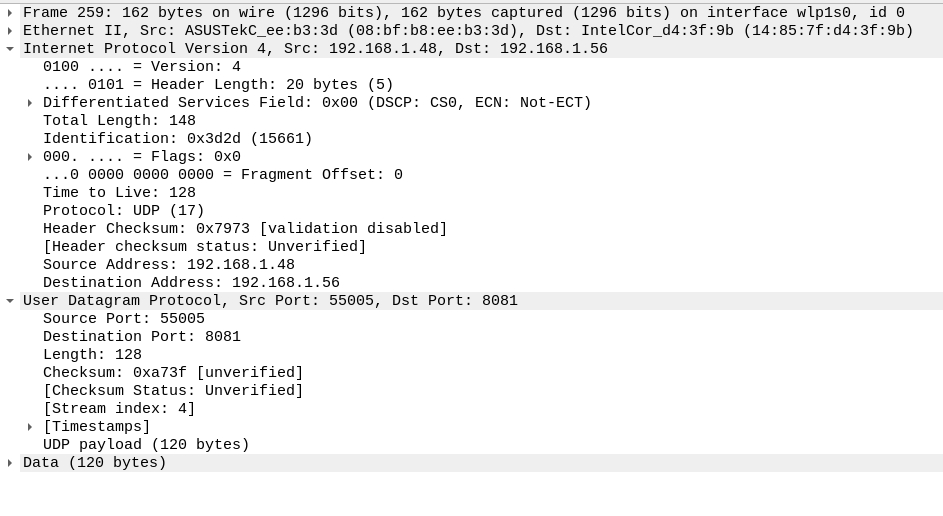 Frame 259: 162 bytes on wire (1296 bits), 162 bytes captured (1296 bits) on interface wlp1s0, id 0
Ethernet II, Src: ASUSTekC_ee:b3:3d (08:bf:b8:ee:b3:3d), Dst: IntelCor_d4:3f:9b (14:85:7f:d4:3f:9b)
Internet Protocol Version 4, Src: 192.168.1.48, Dst: 192.168.1.56
0100 .... = Version: 4
.... 0101 = Header Length: 20 bytes (5)
Differentiated Services Field: 0x00 (DSCP: CS0, ECN: Not-ECT)
Total Length: 148
Identification: 0x3d2d (15661)
000. .... = Flags: 0x0
...0 0000 0000 0000 = Fragment Offset: 0
Time to Live: 128
Protocol: UDP (17)
Header Checksum: 0x7973 [validation disabled]
[Header checksum status: Unverified]
Source Address: 192.168.1.48
Destination Address: 192.168.1.56
User Datagram Protocol, Src Port: 55005, Dst Port: 8081
Source Port: 55005
Destination Port: 8081
Length: 128
Checksum: 0xa73f [unverified]
[Checksum Status: Unverified]
[Stream index: 4]
[Timestamps]
UDP payload (120 bytes)
Data (120 bytes)